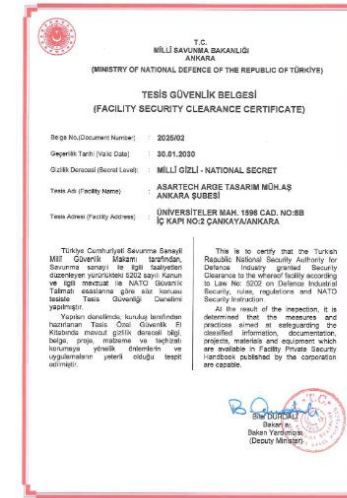 T.C.
MİLLÎ SAVUNMA BAKANLIĞI
ANKARA
(MINISTRY OF NATIONAL DEFENCE OF THE REPUBLIC OF TÜRKİYE)
TESİS GÜVENLİK BELGESİ
(FACILITY SECURITY CLEARANCE CERTIFICATE)
Belge No.(Document Number) : 2025/02
Geçerlilik Tarihi (Valid Date) : 30.01.2030
Gizlilik Derecesi (Secret Level) : MİLLÎ GİZLİ - NATIONAL SECRET
Tesis Adı (Facility Name) : ASARTECH ARGE TASARIM MÜH.AŞ
ANKARA ŞUBESİ
Tesis Adresi (Facility Address) : ÜNİVERSİTELER MAH. 1596 CAD. NO:8B
İÇ KAPI NO:2 ÇANKAYA/ANKARA
Türkiye Cumhuriyeti Savunma Sanayii
Millî Güvenlik Makamı tarafından,
Savunma sanayii ile ilgili faaliyetleri
düzenleyen yürürlükteki 5202 sayılı Kanun
ve ilgili mevzuat ile NATO Güvenlik
Talimatı esaslarına göre söz konusu
tesiste Tesis Güvenliği Denetimi
yapılmıştır.
Yapılan denetimde, kuruluş tarafından
hazırlanan Tesis Özel Güvenlik El
Kitabında mevcut gizlilik dereceli bilgi,
belge, proje, malzeme ve teçhizatı
korumaya yönelik önlemlerin ve
uygulamaların yeterli olduğu tespit
edilmiştir.
This is to certify that the Turkish
Republic National Security Authority for
Defence Industry granted Security
Clearance to the whereof facility according
to Law No: 5202 on Defence Industrial
Security, rules, regulations and NATO
Security Instruction.
At the result of the inspection, it is
determined that the measures and
practices aimed at safeguarding the
classified information, documentation,
projects, materials and equipment which
are available in Facility Private Security
Handbook published by the corporation
are capable.
Bilal DURDALI
Bakan a.
Bakan Yardımcısı
(Deputy Minister)